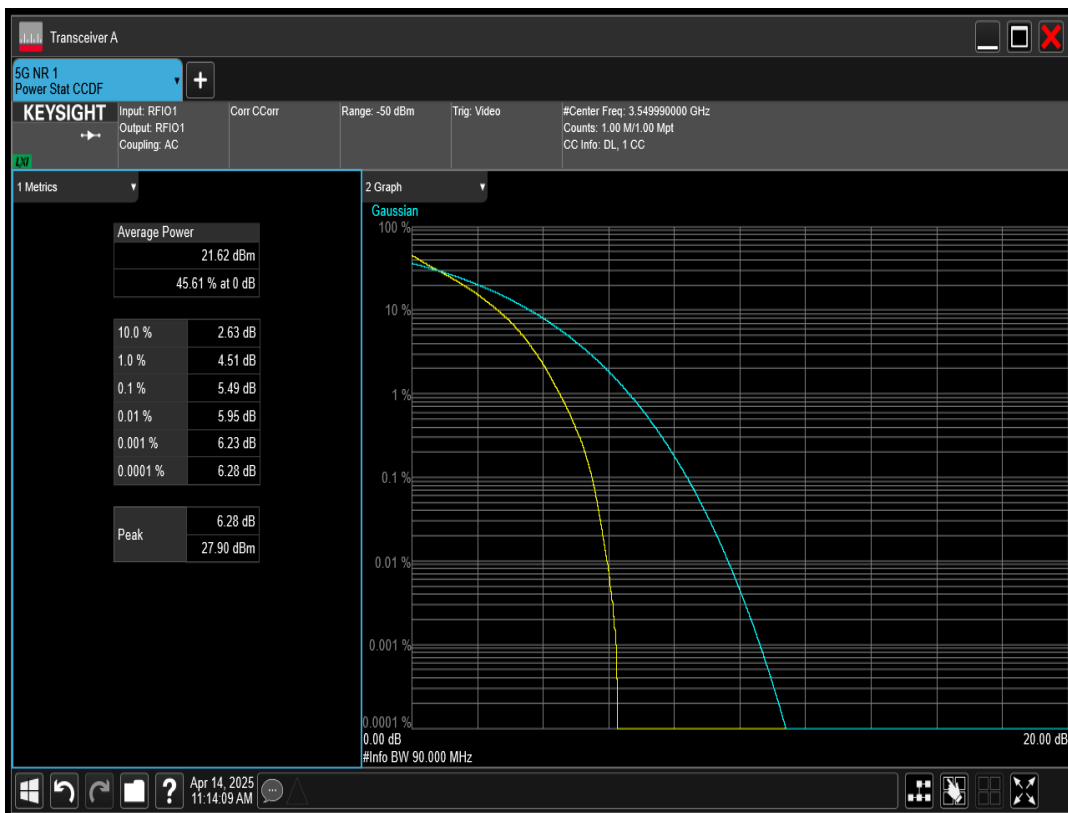 Transceiver A
5G NR 1
Power Stat CCDF
+
KEYSIGHT
LXI
Input: RFIO1
Output: RFIO1
Coupling: AC
Corr CCorr
Range: -50 dBm
Trig: Video
#Center Freq: 3.549990000 GHz
Counts: 1.00 M/1.00 Mpt
CC Info: DL, 1 CC
1 Metrics
Average Power
21.62 dBm
45.61 % at 0 dB
10.0 % 2.63 dB
1.0 % 4.51 dB
0.1 % 5.49 dB
0.01 % 5.95 dB
0.001 % 6.23 dB
0.0001 % 6.28 dB
Peak
6.28 dB
27.90 dBm
2 Graph
Gaussian
100 %
10 %
1 %
0.1 %
0.01 %
0.001 %
0.0001 %
0.00 dB 20.00 dB
#Info BW 90.000 MHz
?
Apr 14, 2025
11:14:09 AM